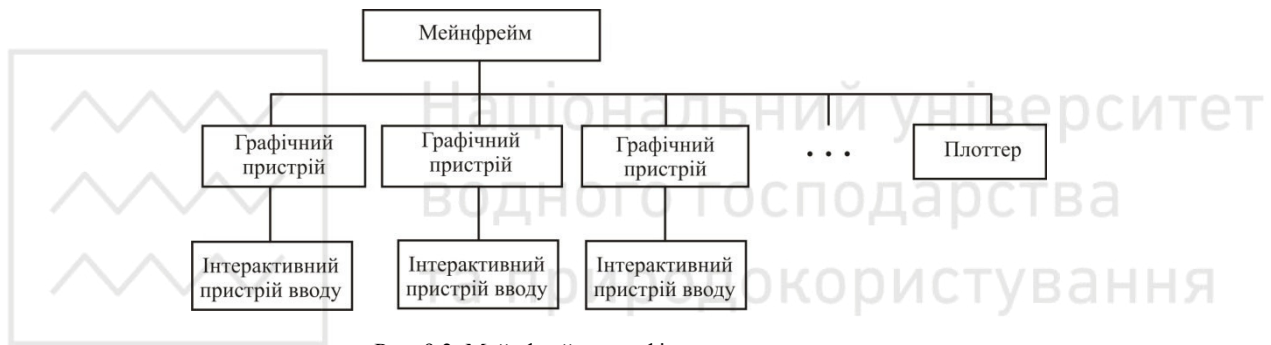 Мейнфрейм
Національний університет
Графічний
пристрій
Графічний
пристрій
Графічний
пристрій
. . .
Плоттер
водного господарства
Інтерактивний
пристрій вводу
Інтерактивний
пристрій вводу
Інтерактивний
пристрій вводу
та природокористування